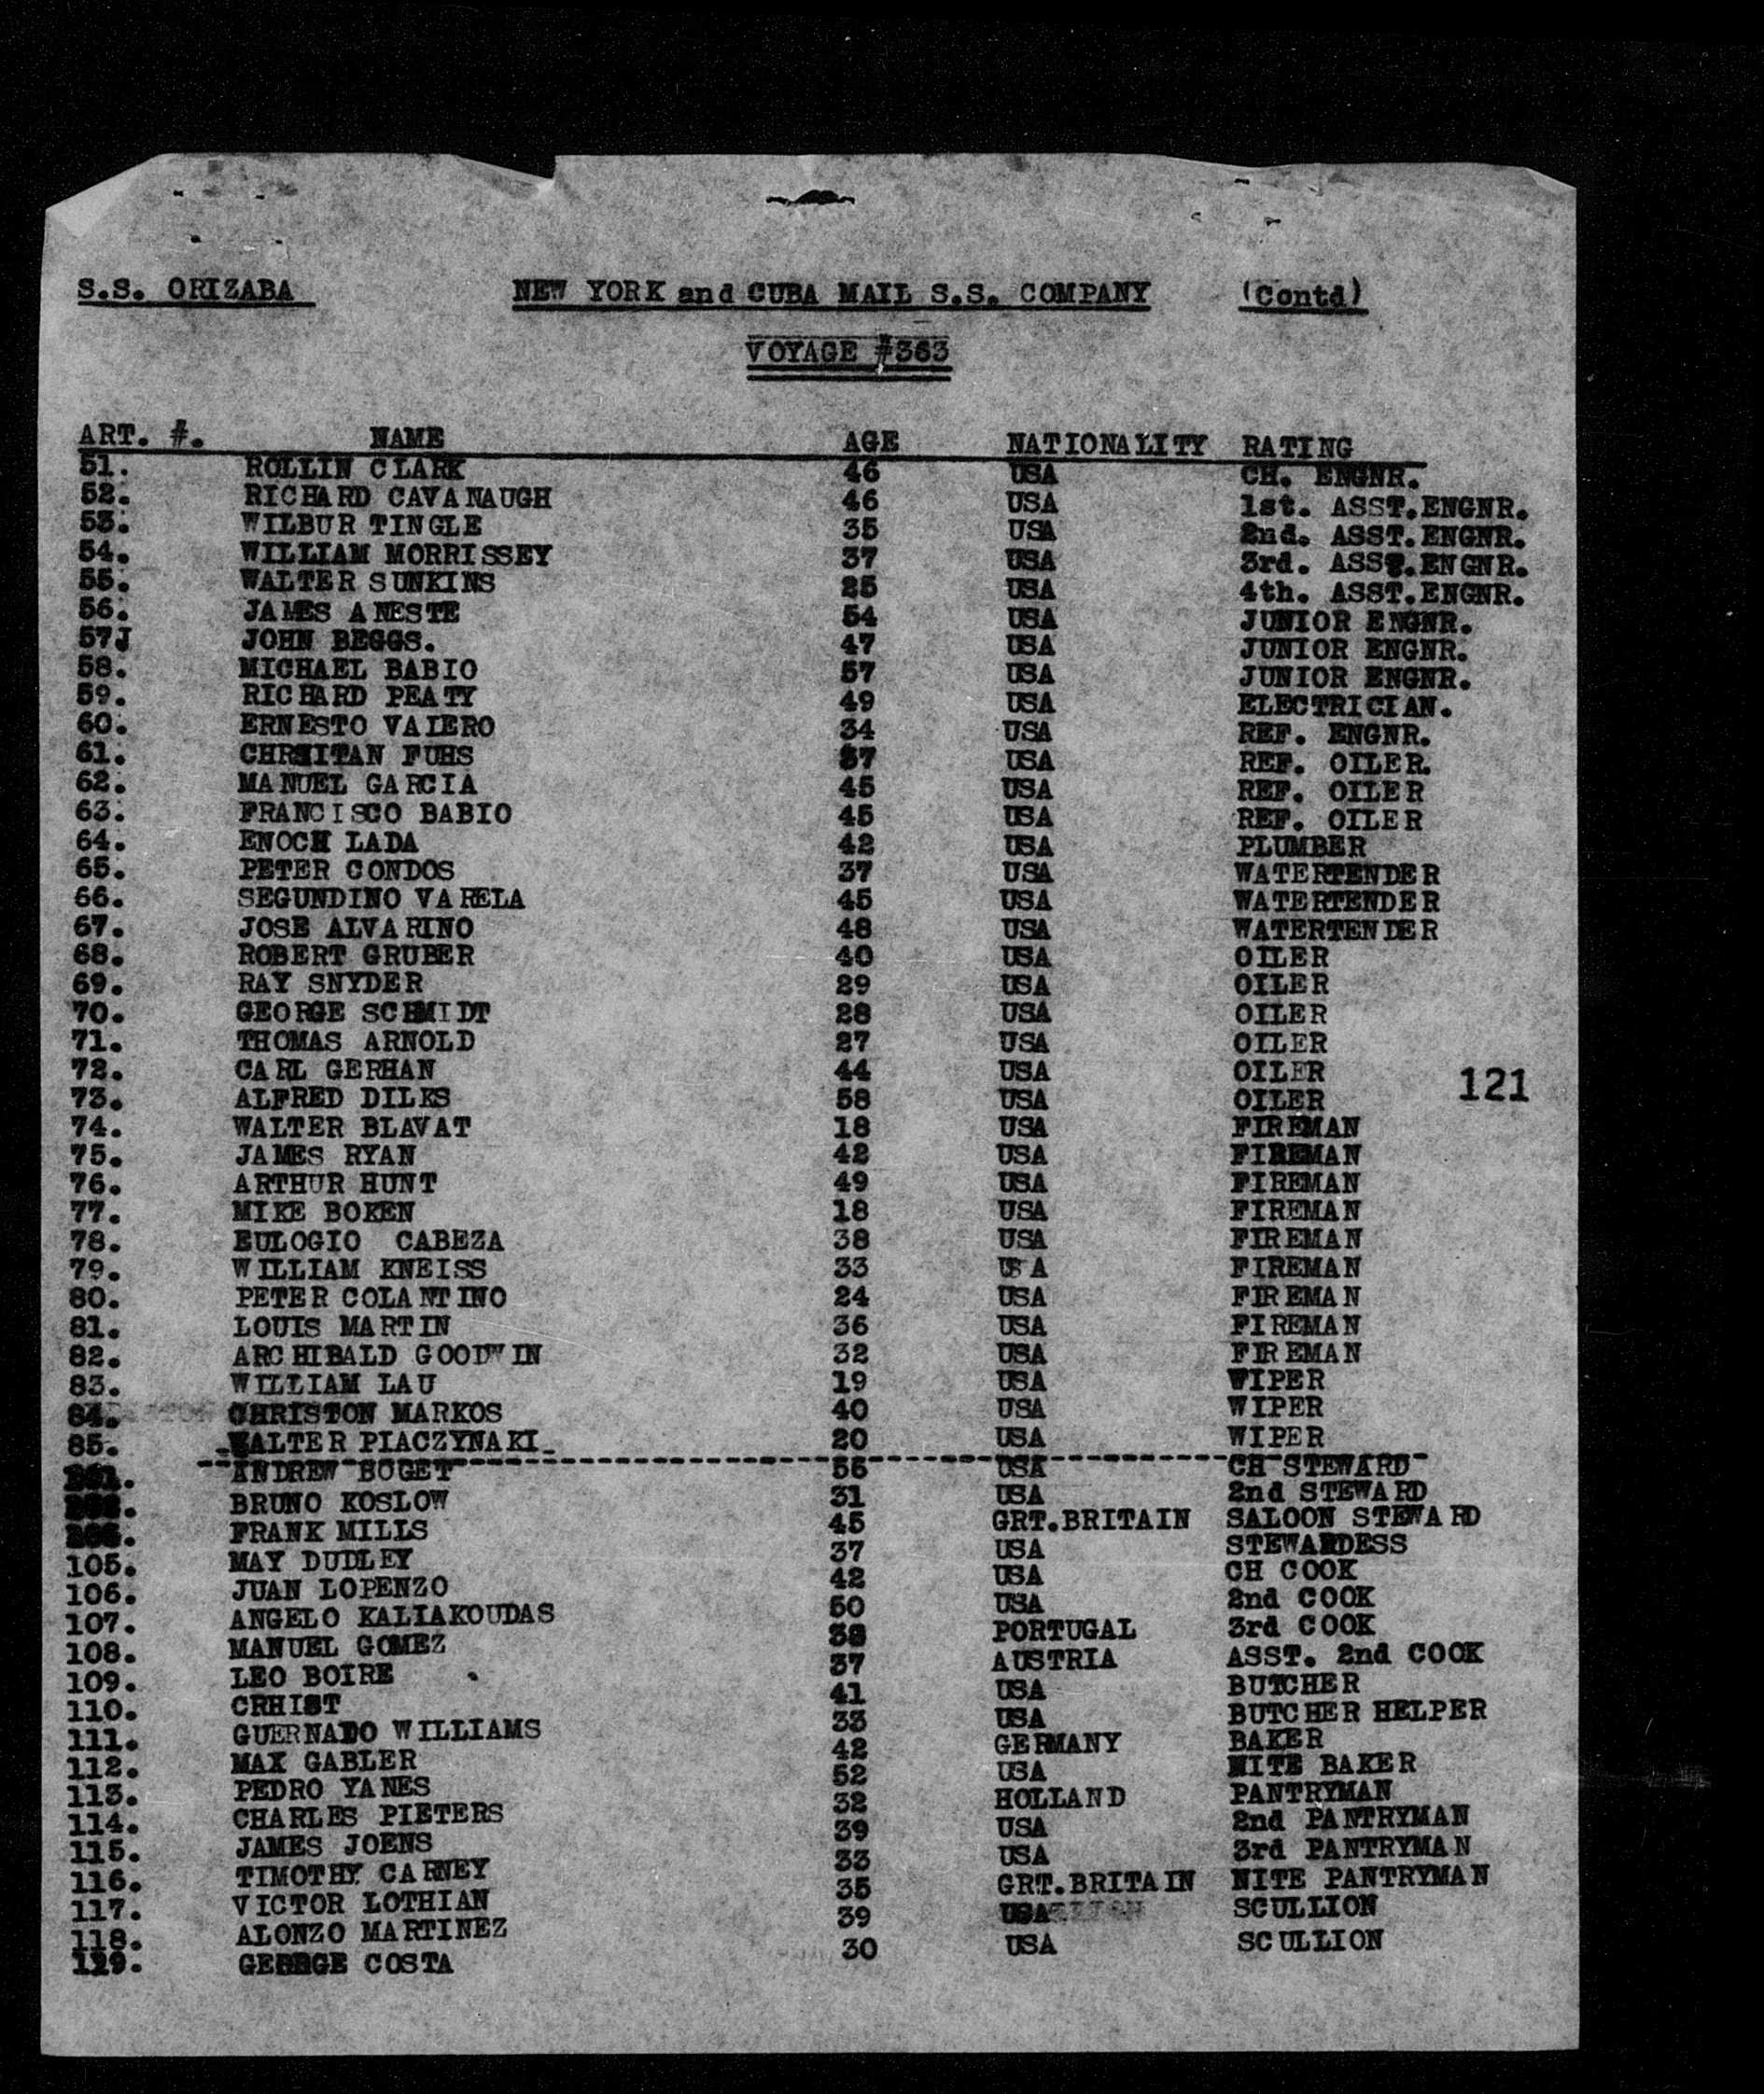 S.S. ORIZABA NEW YORK and CUBA MAIL S.S. COMPANY (Contd)
VOYAGE #363
ART. #. NAME AGE NATIONALITY RATING
51. ROLLIN CLARK 46 USA CH. ENGNR.
52. RICHARD CAVANAUGH 46 USA 1st. ASST.ENGNR.
53. WILBUR TINGLE 35 USA 2nd. ASST.ENGNR.
54. WILLIAM MORRISSEY 37 USA 3rd. ASST.ENGNR.
55. WALTER SUNKINS 25 USA 4th. ASST.ENGNR.
56. JAMES ANESTE 54 USA JUNIOR ENGNR.
57J JOHN BEGGS. 47 USA JUNIOR ENGNR.
58. MICHAEL BABIO 57 USA JUNIOR ENGNR.
59. RICHARD PEATY 49 USA ELECTRICIAN.
60. ERNESTO VALERO 34 USA REF. ENGNR.
61. CHRSITAN FUHS 37 USA REF. OILER.
62. MANUEL GARCIA 45 USA REF. OILER
63. FRANCISCO BABIO 45 USA REF. OILER
64. ENOCH LADA 42 USA PLUMBER
65. PETER CONDOS 37 USA WATERTENDER
66. SEGUNDINO VARELA 45 USA WATERTENDER
67. JOSE ALVARINO 48 USA WATERTENDER
68. ROBERT GRUBER 40 USA OILER
69. RAY SNYDER 29 USA OILER
70. GEORGE SCHMIDT 28 USA OILER
71. THOMAS ARNOLD 27 USA OILER
72. CARL GERHAN 44 USA OILER
121
73. ALFRED DILKS 58 USA OILER
74. WALTER BLAVAT 18 USA FIREMAN
75. JAMES RYAN 42 USA FIREMAN
76. ARTHUR HUNT 49 USA FIREMAN
77. MIKE BOKEN 18 USA FIREMAN
78. EULOGIO CABEZA 38 USA FIREMAN
79. WILLIAM KNEISS 33 USA FIREMAN
80. PETER COLANTINO 24 USA FIREMAN
81. LOUIS MARTIN 36 USA FIREMAN
82. ARCHIBALD GOODWIN 32 USA FIREMAN
83. WILLIAM LAU 19 USA WIPER
84. CHRISTON MARKOS 40 USA WIPER
85. WALTER PIACZYNAKI 20 USA WIPER
ANDREW BOGET 56 USA CH STEWARD
BRUNO KOSLOW 31 USA 2nd STEWARD
FRANK MILLS 45 GRT.BRITAIN SALOON STEWARD
105. MAY DUDLEY 37 USA STEWARDESS
106. JUAN LOPENZO 42 USA CH COOK
107. ANGELO KALIAKOUDAS 50 USA 2nd COOK
108. MANUEL GOMEZ 38 PORTUGAL 3rd COOK
109. LEO BOIRE 37 AUSTRIA ASST. 2nd COOK
110. CRHIST 41 USA BUTCHER
111. GUERNADO WILLIAMS 33 USA BUTCHER HELPER
112. MAX GABLER 42 GERMANY BAKER
113. PEDRO YANES 52 USA NITE BAKER
114. CHARLES PIETERS 32 HOLLAND PANTRYMAN
115. JAMES JOENS 39 USA 2nd PANTRYMAN
116. TIMOTHY CARNEY 33 USA 3rd PANTRYMAN
117. VICTOR LOTHIAN 35 GRT.BRITAIN NITE PANTRYMAN
118. ALONZO MARTINEZ 39 USA SCULLION
119. GEORGE COSTA 30 USA SCULLION